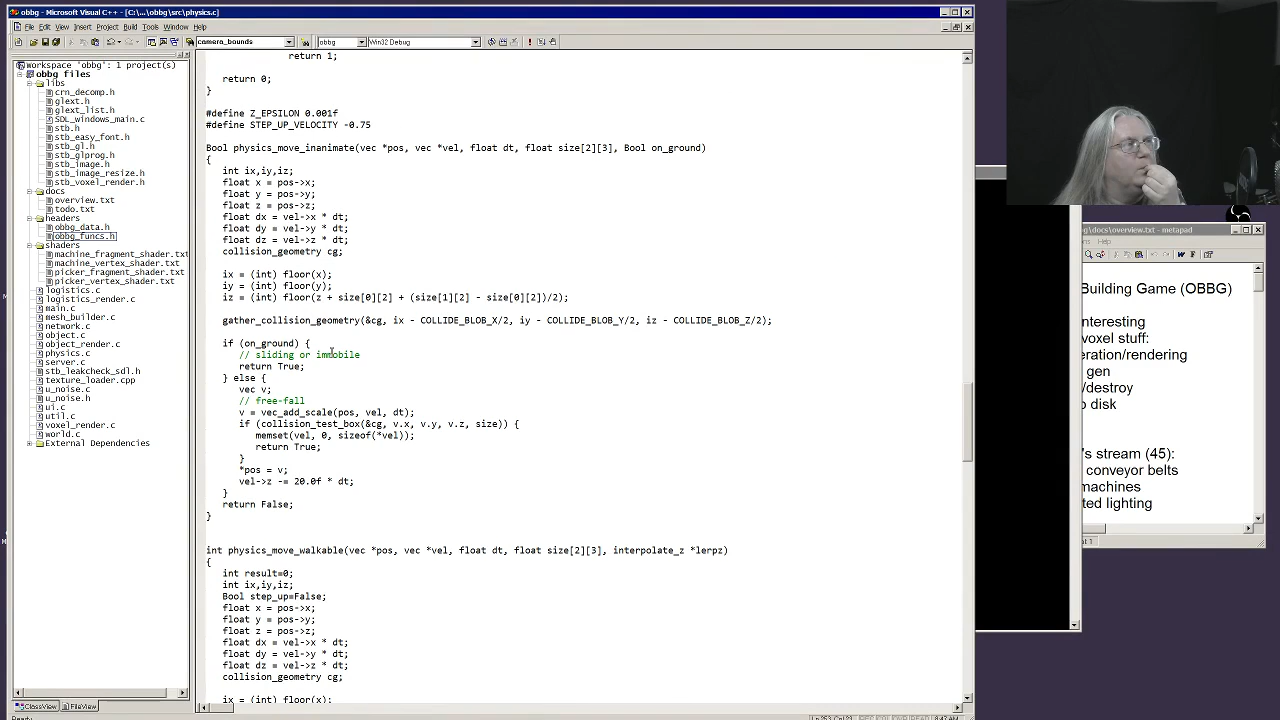 obbg - Microsoft Visual C++ - [C:\...\obbg\src\physics.c]
File Edit View Insert Project Build Tools Window Help
camera_bounds
obbg
Win32 Debug
Workspace 'obbg': 1 project(s)
obbg files
libs
crn_decomp.h
glext.h
glext_list.h
SDL_windows_main.c
stb.h
stb_easy_font.h
stb_gl.h
stb_glprog.h
stb_image.h
stb_image_resize.h
stb_voxel_render.h
docs
overview.txt
todo.txt
headers
obbg_data.h
obbg_funcs.h
shaders
machine_fragment_shader.txt
machine_vertex_shader.txt
picker_fragment_shader.txt
picker_vertex_shader.txt
logistics.c
logistics_render.c
main.c
mesh_builder.c
network.c
object.c
object_render.c
physics.c
server.c
stb_leakcheck_sdl.h
texture_loader.cpp
u_noise.c
u_noise.h
ui.c
util.c
voxel_render.c
world.c
External Dependencies
ClassView
FileView
return 1;
return 0;
}
#define Z_EPSILON 0.001f
#define STEP_UP_VELOCITY -0.75
Bool physics_move_inanimate(vec *pos, vec *vel, float dt, float size[2][3], Bool on_ground)
{
int ix,iy,iz;
float x = pos->x;
float y = pos->y;
float z = pos->z;
float dx = vel->x * dt;
float dy = vel->y * dt;
float dz = vel->z * dt;
collision_geometry cg;
ix = (int) floor(x);
iy = (int) floor(y);
iz = (int) floor(z + size[0][2] + (size[1][2] - size[0][2])/2);
gather_collision_geometry(&cg, ix - COLLIDE_BLOB_X/2, iy - COLLIDE_BLOB_Y/2, iz - COLLIDE_BLOB_Z/2);
if (on_ground) {
// sliding or immobile
return True;
} else {
vec v;
// free-fall
v = vec_add_scale(pos, vel, dt);
if (collision_test_box(&cg, v.x, v.y, v.z, size)) {
memset(vel, 0, sizeof(*vel));
return True;
}
*pos = v;
vel->z -= 20.0f * dt;
}
return False;
}
int physics_move_walkable(vec *pos, vec *vel, float dt, float size[2][3], interpolate_z *lerpz)
{
int result=0;
int ix,iy,iz;
Bool step_up=False;
float x = pos->x;
float y = pos->y;
float z = pos->z;
float dx = vel->x * dt;
float dy = vel->y * dt;
float dz = vel->z * dt;
collision_geometry cg;
ix = (int) floor(x);
g\docs\overview.txt - metapad
Help
Building Game (OBBG)
nteresting
voxel stuff:
eration/rendering
gen
/destroy
disk
's stream (45):
conveyor belts
machines
ted lighting